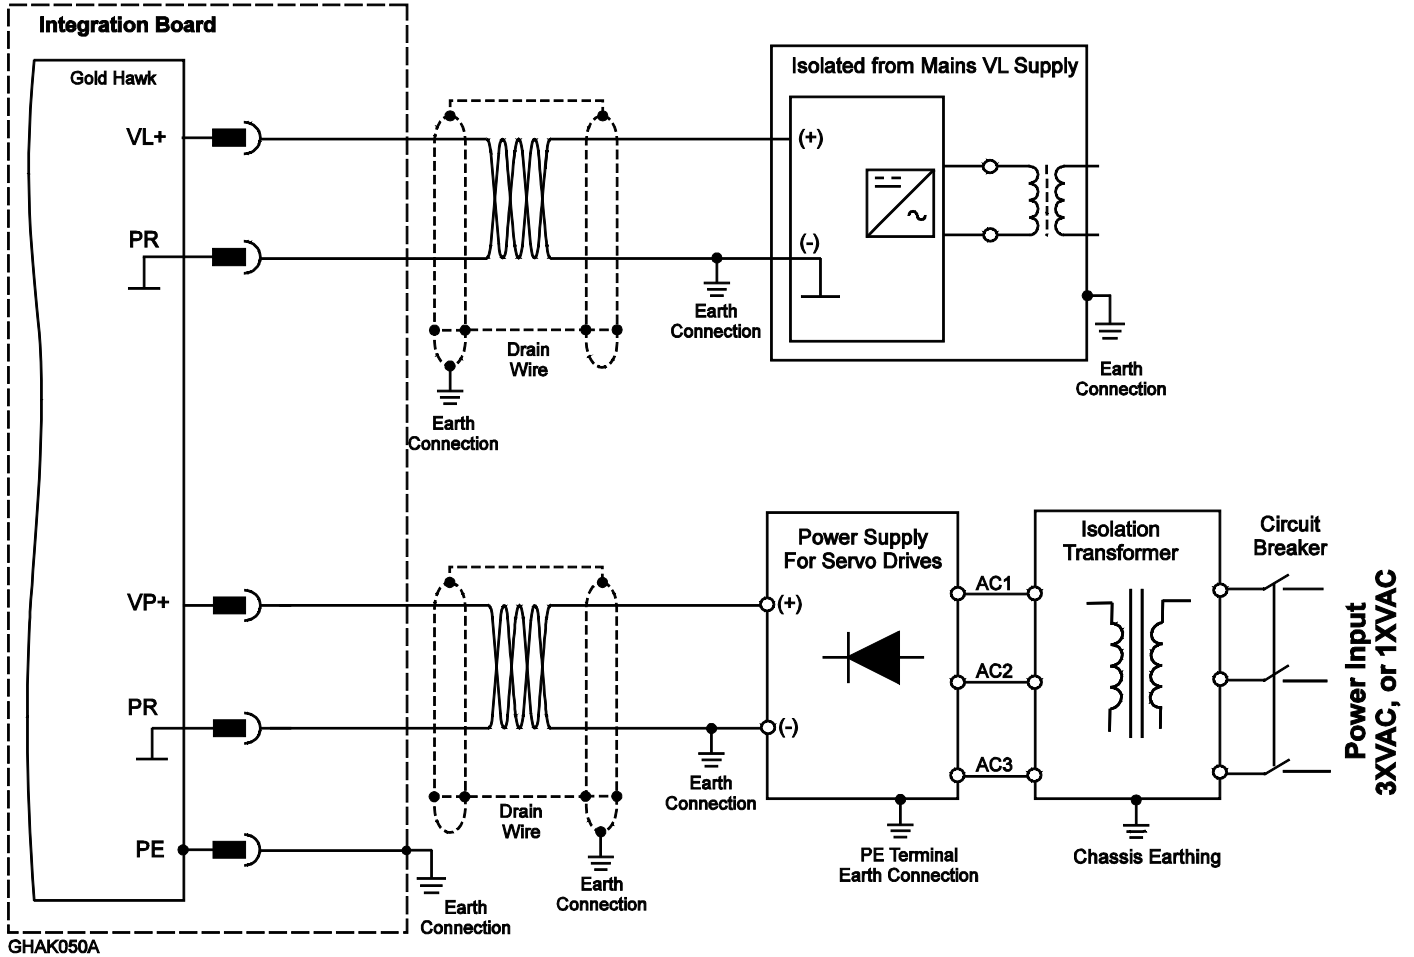 Integration Board
Gold Hawk
VL+
PR
Isolated from Mains VL Supply
(+)
(-)
Earth
Connection
Earth
Connection
Drain
Wire
Earth
Connection
VP+
PR
PE
Power Supply
For Servo Drives
(+)
(-)
AC1
AC2
AC3
Isolation
Transformer
Circuit
Breaker
Power Input
3XVAC, or 1XVAC
Earth
Connection
Drain
Wire
PE Terminal
Earth Connection
Chassis Earthing
Earth
Connection
Earth
Connection
GHAK050A